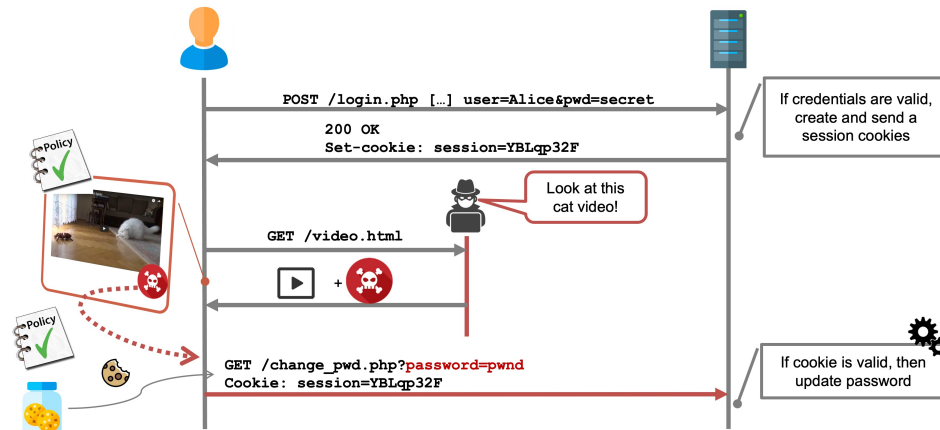 POST /login.php […] user=Alice&pwd=secret
If credentials are valid,
create and send a
session cookies
200 OK
Set-cookie: session=YBLqp32F
Policy
Look at this
cat video!
GET /video.html
+
Policy
GET /change_pwd.php?password=pwnd
Cookie: session=YBLqp32F
If cookie is valid, then
update password